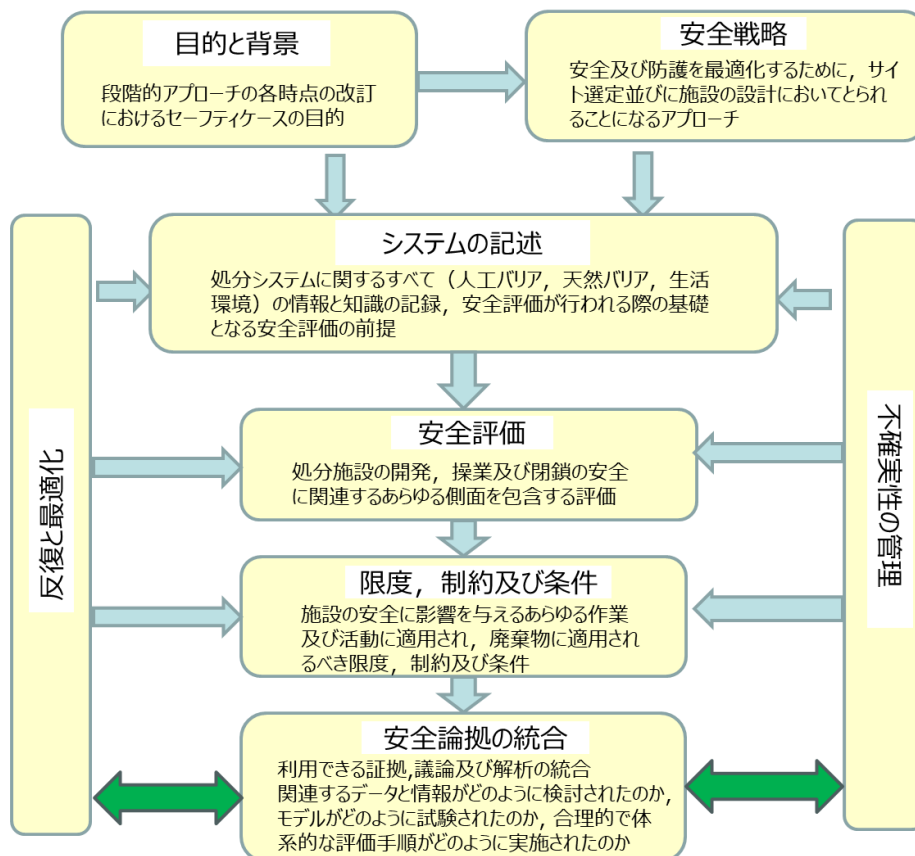 目的と背景
段階的アプローチの各時点の改訂
におけるセーフティケースの目的
安全戦略
安全及び防護を最適化するために，サイ
ト選定並びに施設の設計においてとられ
ることになるアプローチ
システムの記述
処分システムに関するすべて（人工バリア，天然バリア，生活
環境）の情報と知識の記録，安全評価が行われる際の基礎
となる安全評価の前提
安全評価
処分施設の開発，操業及び閉鎖の安全
に関連するあらゆる側面を包含する評価
限度，制約及び条件
施設の安全に影響を与えるあらゆる作業
及び活動に適用され，廃棄物に適用され
るべき限度，制約及び条件
安全論拠の統合
利用できる証拠,議論及び解析の統合
関連するデータと情報がどのように検討されたのか,
モデルがどのように試験されたのか, 合理的で体
系的な評価手順がどのように実施されたのか
反復と最適化
不確実性の管理